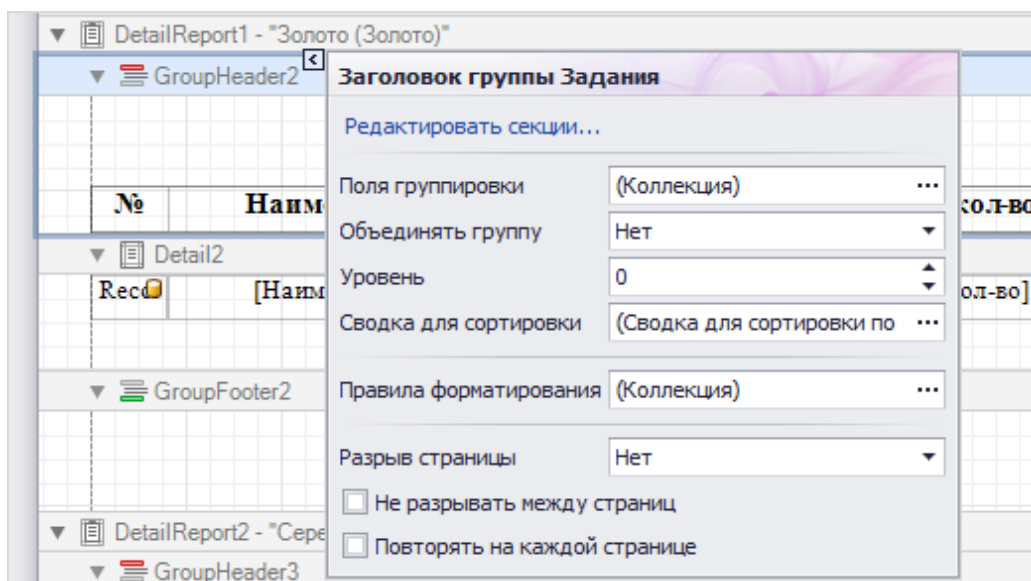 DetailReport1 - "Золото (Золото)"
GroupHeader2
Заголовок группы Задания
Редактировать секции...
Поля группировки (Коллекция) ...
Объединять группу Нет
Уровень 0
Сводка для сортировки (Сводка для сортировки по ...
Правила форматирования (Коллекция) ...
Разрыв страницы Нет
Не разрывать между страниц
Повторять на каждой странице
№ Наим кол-во
Detail2
Reco [Наим ол-во]
GroupFooter2
DetailReport2 - "Сере
GroupHeader3